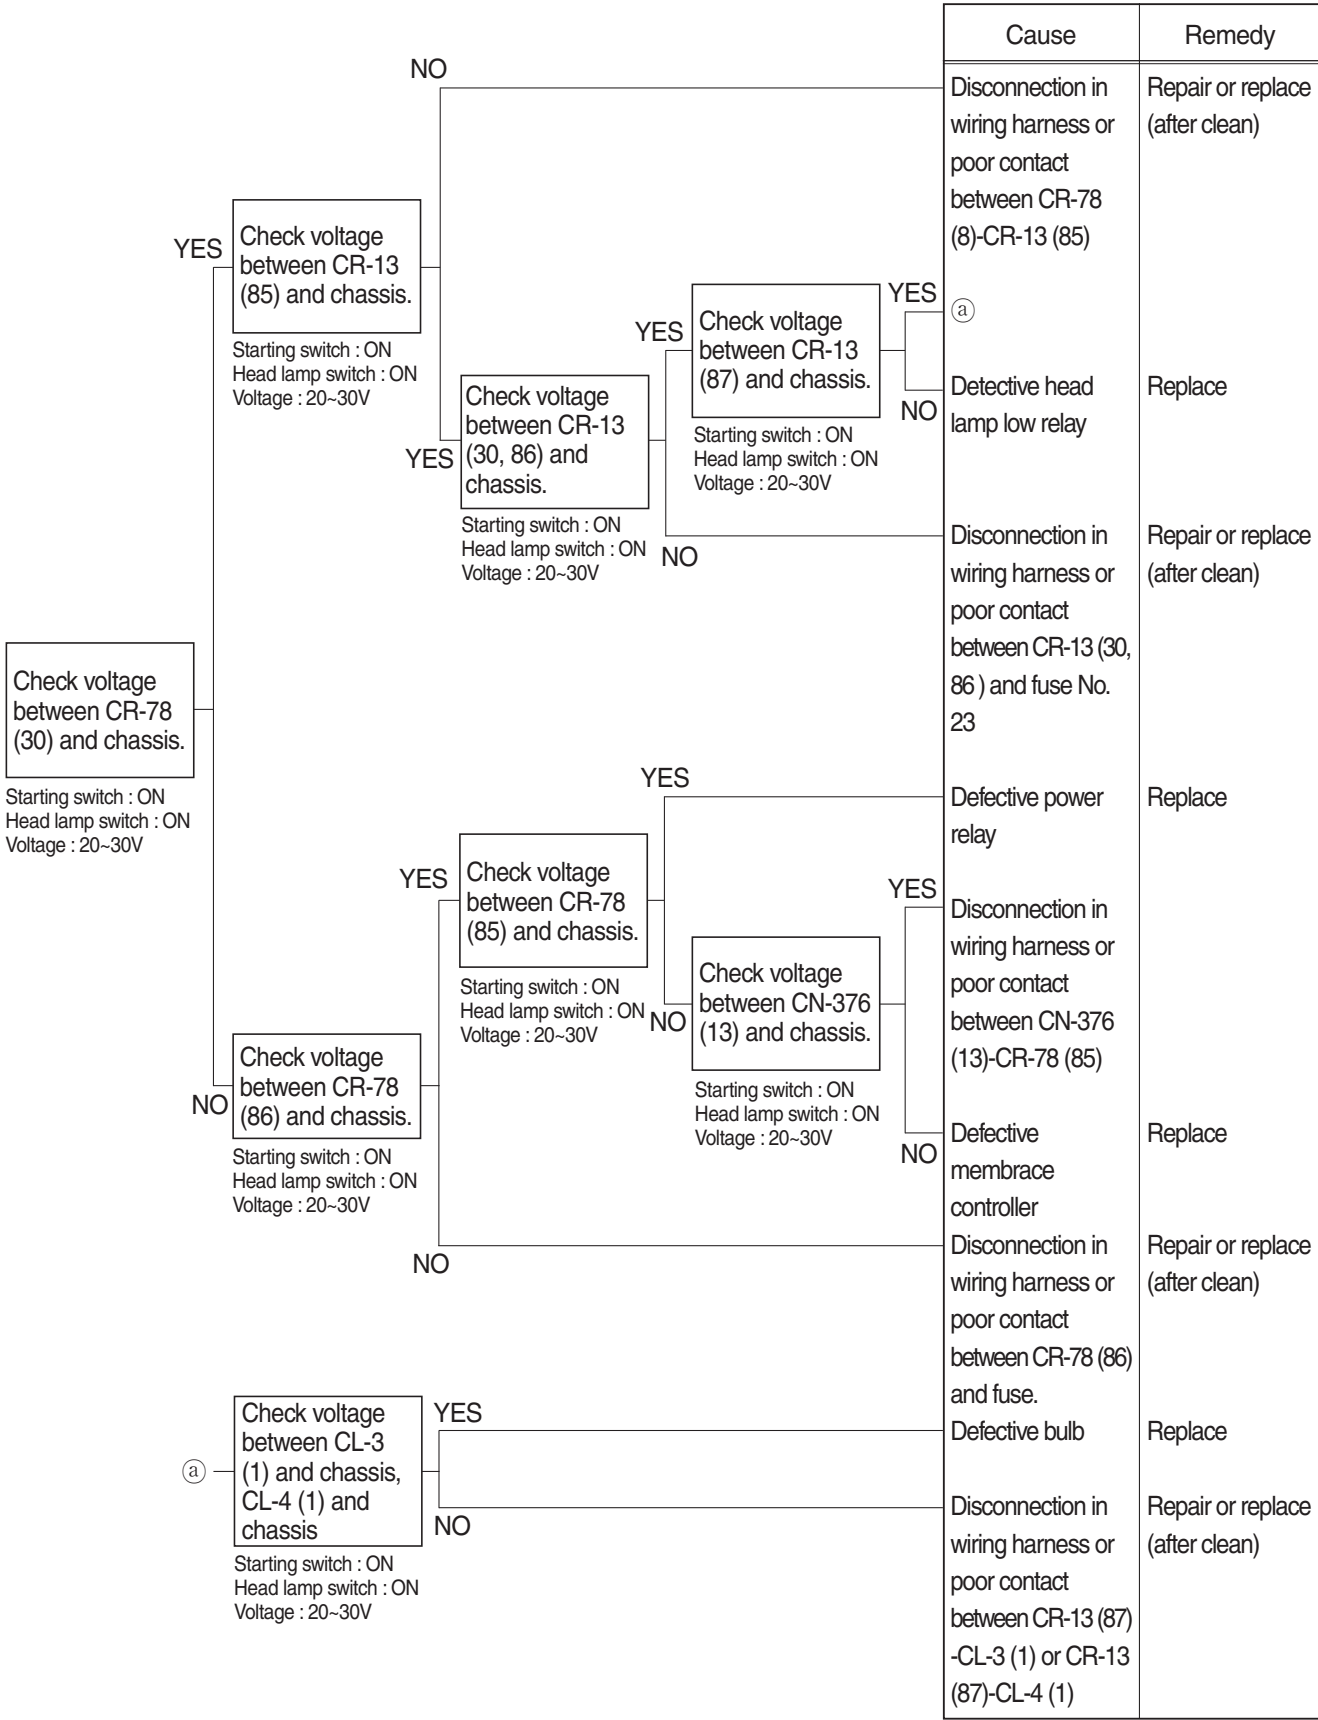 Cause
Remedy
NO
Disconnection in
wiring harness or
poor contact
between CR-78
(8)-CR-13 (85)
Repair or replace
(after clean)
YES
Check voltage
between CR-13
(85) and chassis.
Starting switch : ON
Head lamp switch : ON
Voltage : 20~30V
YES
Check voltage
between CR-13
(30, 86) and
chassis.
Starting switch : ON
Head lamp switch : ON
Voltage : 20~30V
YES
Check voltage
between CR-13
(87) and chassis.
Starting switch : ON
Head lamp switch : ON
Voltage : 20~30V
YES
ⓐ
NO
Detective head
lamp low relay
Replace
NO
Disconnection in
wiring harness or
poor contact
between CR-13 (30,
86 ) and fuse No.
23
Repair or replace
(after clean)
Check voltage
between CR-78
(30) and chassis.
Starting switch : ON
Head lamp switch : ON
Voltage : 20~30V
YES
Defective power
relay
Replace
YES
Check voltage
between CR-78
(85) and chassis.
Starting switch : ON
Head lamp switch : ON
Voltage : 20~30V
NO
Check voltage
between CN-376
(13) and chassis.
Starting switch : ON
Head lamp switch : ON
Voltage : 20~30V
YES
Disconnection in
wiring harness or
poor contact
between CN-376
(13)-CR-78 (85)
NO
Defective
membrace
controller
Replace
NO
Check voltage
between CR-78
(86) and chassis.
Starting switch : ON
Head lamp switch : ON
Voltage : 20~30V
NO
Disconnection in
wiring harness or
poor contact
between CR-78 (86)
and fuse.
Repair or replace
(after clean)
ⓐ
Check voltage
between CL-3
(1) and chassis,
CL-4 (1) and
chassis
Starting switch : ON
Head lamp switch : ON
Voltage : 20~30V
YES
Defective bulb
Replace
NO
Disconnection in
wiring harness or
poor contact
between CR-13 (87)
-CL-3 (1) or CR-13
(87)-CL-4 (1)
Repair or replace
(after clean)